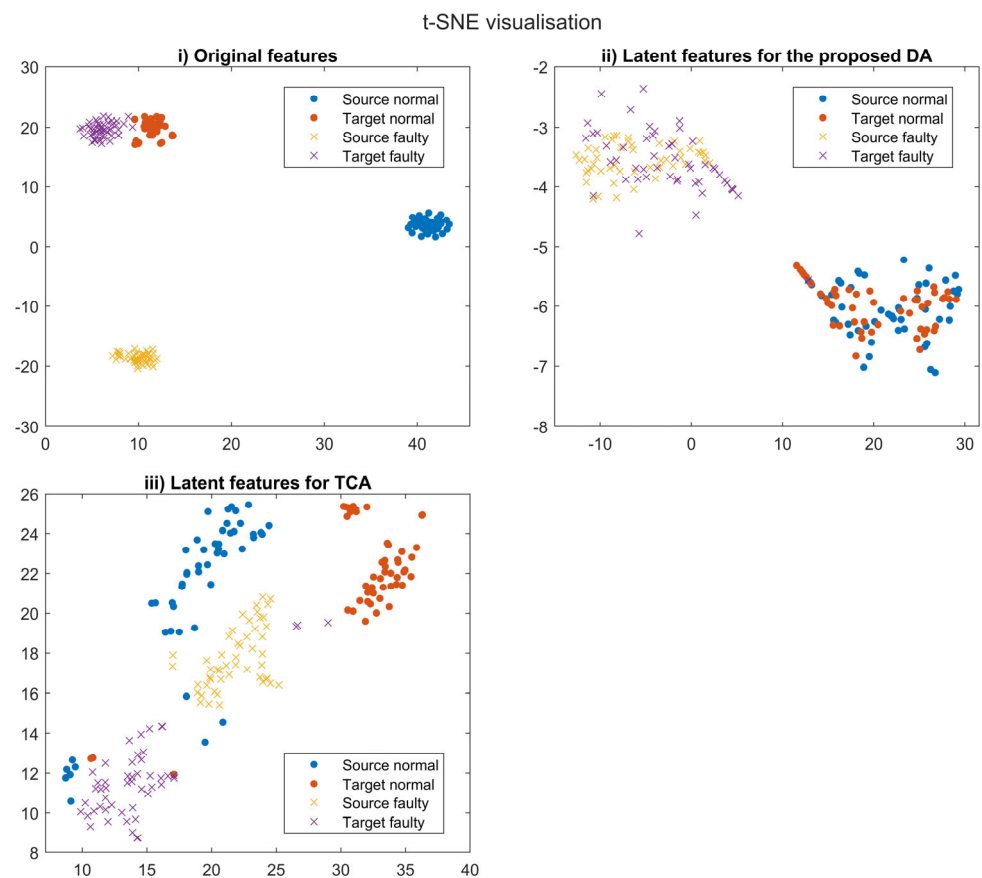 t-SNE visualisation
i) Original features
30
20
10
0
-10
-20
-30
0 10 20 30 40
Source normal
Target normal
Source faulty
Target faulty
ii) Latent features for the proposed DA
-2
-3
-4
-5
-6
-7
-8
-10 0 10 20 30
Source normal
Target normal
Source faulty
Target faulty
iii) Latent features for TCA
26
24
22
20
18
16
14
12
10
8
10 15 20 25 30 35 40
Source normal
Target normal
Source faulty
Target faulty